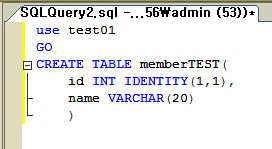 SQLQuery2.sql -...56₩admin (53))*
use test01
GO
CREATE TABLE memberTEST(
id INT IDENTITY(1,1),
name VARCHAR(20)
)